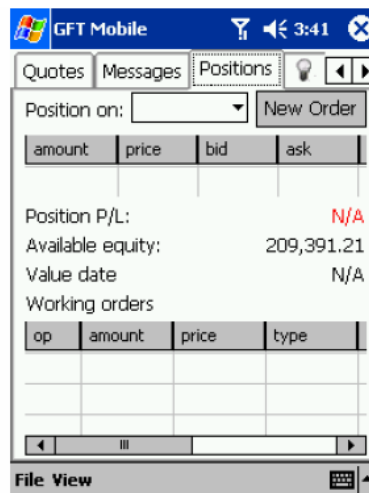 GFT Mobile 3:41
Quotes Messages Positions
Position on: New Order
amount price bid ask
Position P/L: N/A
Available equity: 209,391.21
Value date N/A
Working orders
op amount price type
File View